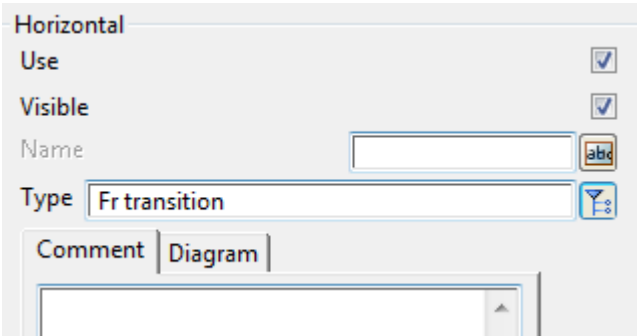 Horizontal
Use
Visible
Name abc
Type Fr transition
Comment Diagram